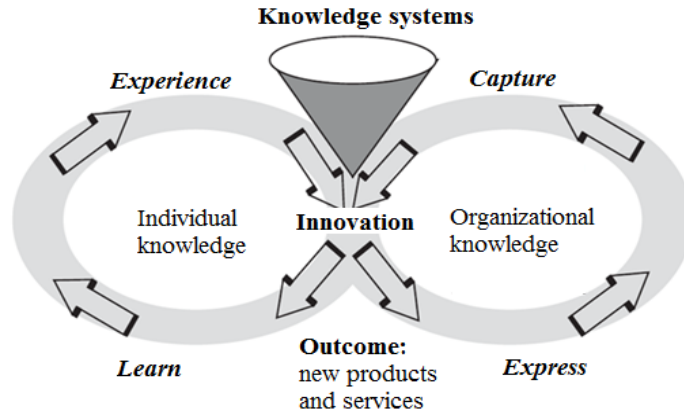 Knowledge systems
Experience
Capture
Individual
knowledge
Innovation
Organizational
knowledge
Learn
Outcome:
new products
and services
Express